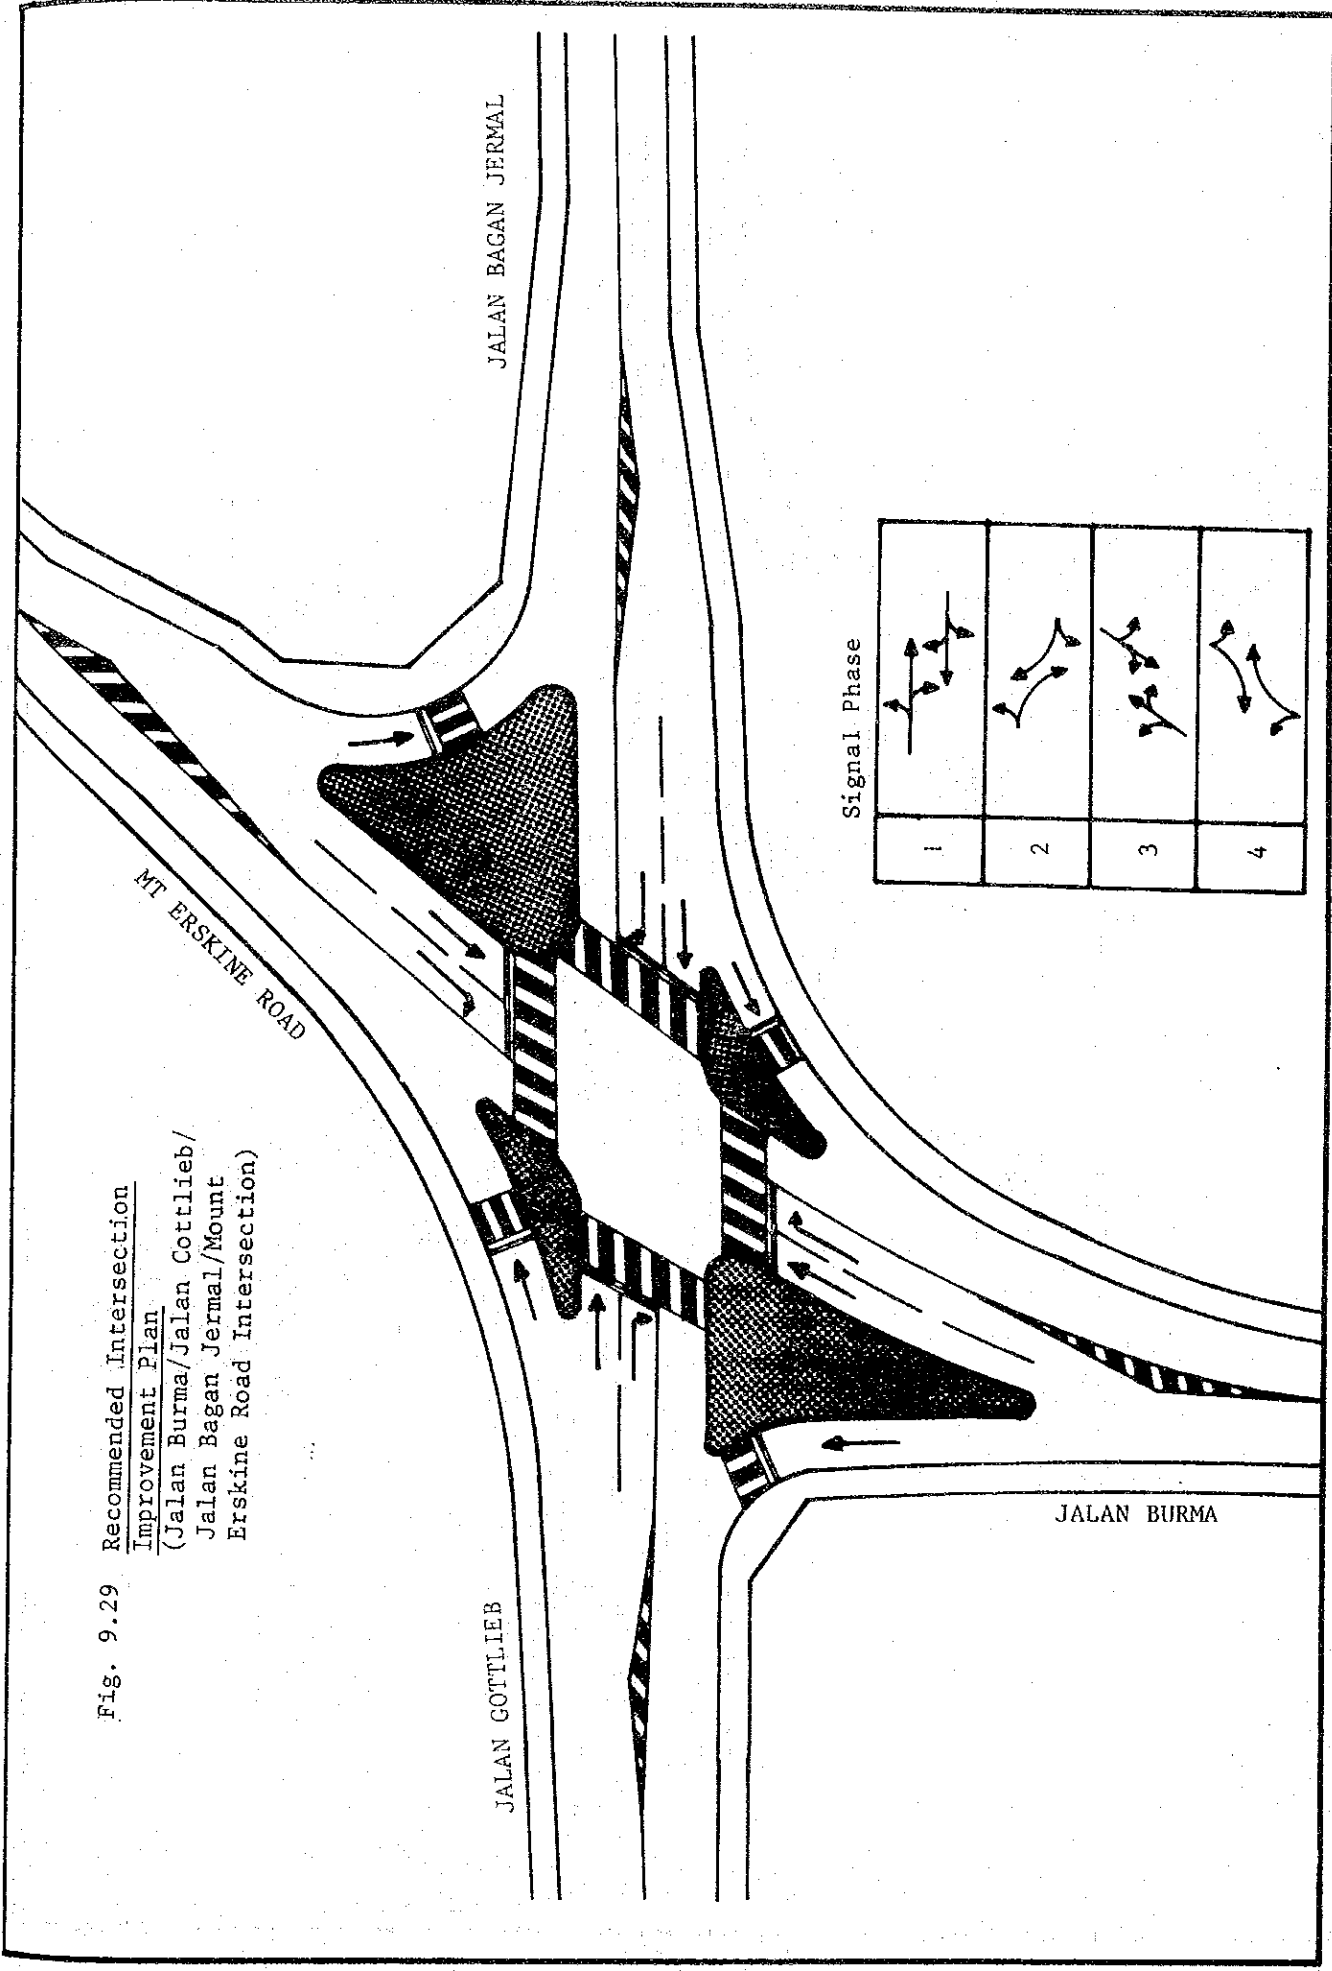 Fig. 9.29 Recommended Intersection
Improvement Plan
(Jalan Burma/Jalan Cottlieb/
Jalan Bagan Jermal/Mount
Erskine Road Intersection)
MT ERSKINE ROAD
JALAN BAGAN JERMAL
JALAN GOTTLIEB
JALAN BURMA
Signal Phase
1
2
3
4